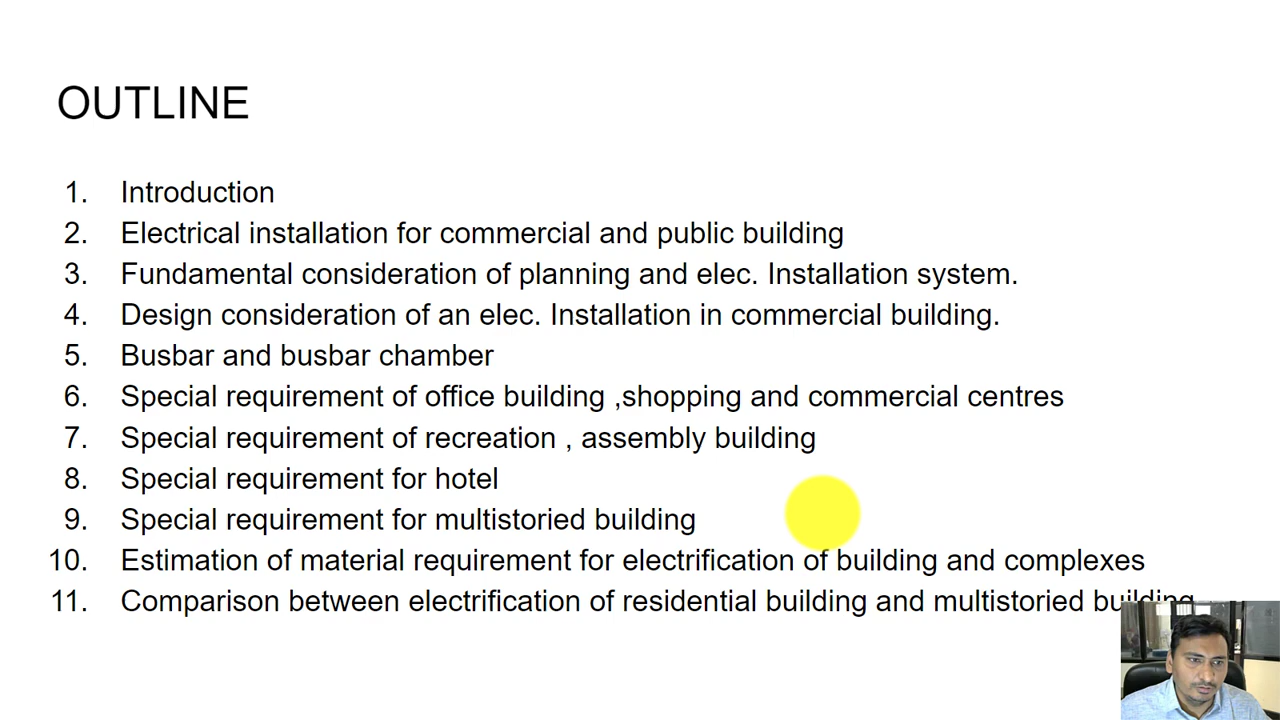 OUTLINE
1. Introduction
2. Electrical installation for commercial and public building
3. Fundamental consideration of planning and elec. Installation system.
4. Design consideration of an elec. Installation in commercial building.
5. Busbar and busbar chamber
6. Special requirement of office building ,shopping and commercial centres
7. Special requirement of recreation , assembly building
8. Special requirement for hotel
9. Special requirement for multistoried building
10. Estimation of material requirement for electrification of building and complexes
11. Comparison between electrification of residential building and multistoried building